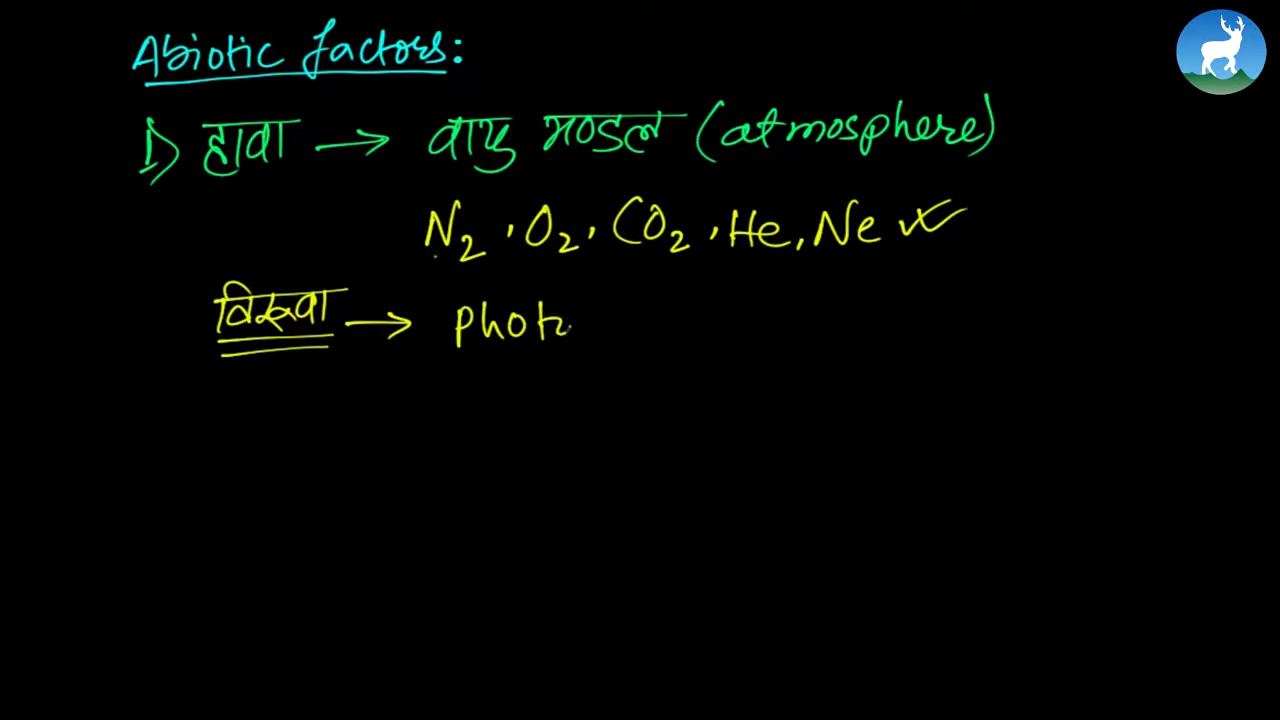 Abiotic factors:
1) हावा → वायु मण्डल (atmosphere)
N₂, O₂, CO₂, He, Ne
विरुवा → phot